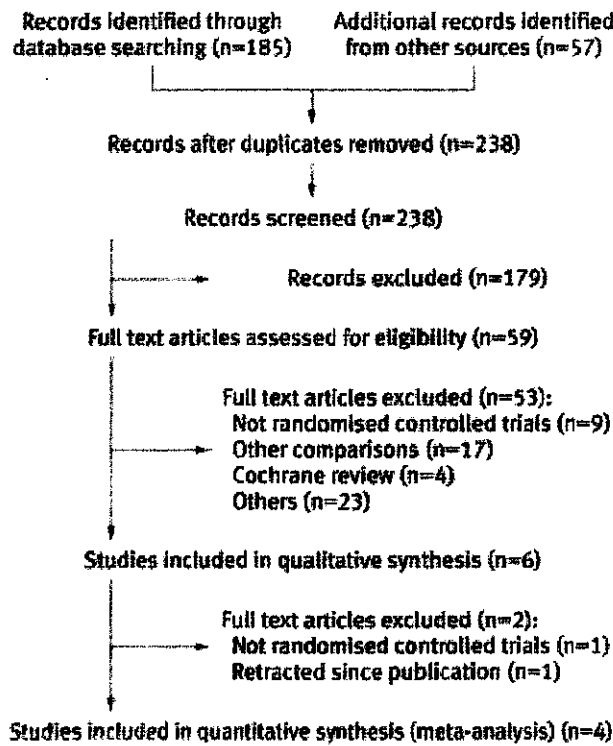 Records identified through
database searching (n=185)
Additional records identified
from other sources (n=57)
Records after duplicates removed (n=238)
Records screened (n=238)
Records excluded (n=179)
Full text articles assessed for eligibility (n=59)
Full text articles excluded (n=53):
Not randomised controlled trials (n=9)
Other comparisons (n=17)
Cochrane review (n=4)
Others (n=23)
Studies included in qualitative synthesis (n=6)
Full text articles excluded (n=2):
Not randomised controlled trials (n=1)
Retracted since publication (n=1)
Studies included in quantitative synthesis (meta-analysis) (n=4)